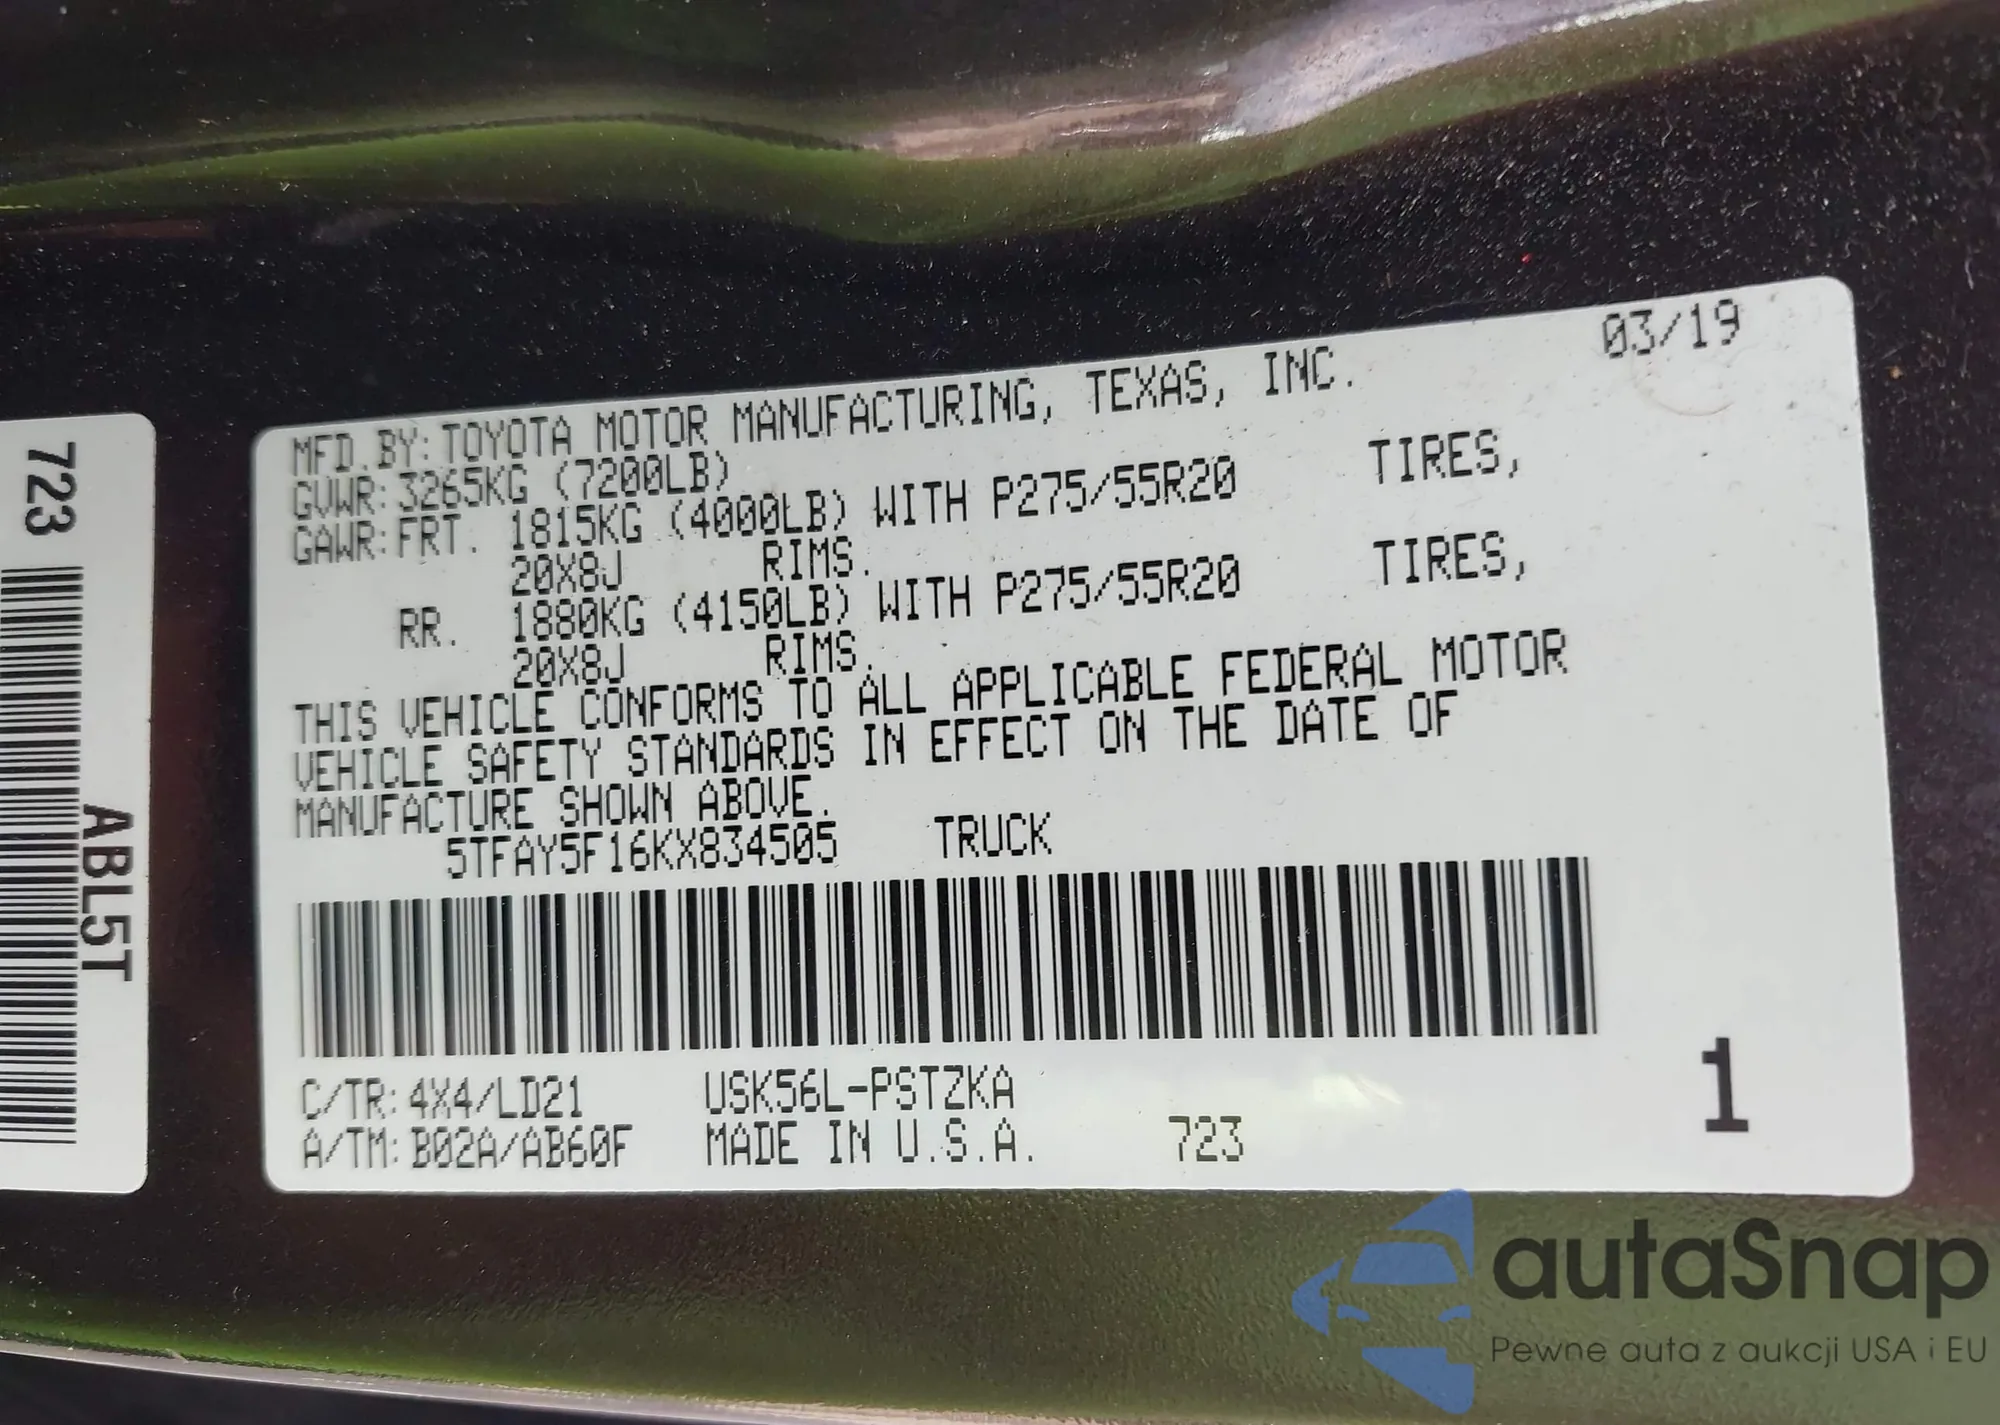 03/19
MFD.BY:TOYOTA MOTOR MANUFACTURING, TEXAS, INC.
GVWR:3265KG (7200LB)
GAWR:FRT. 1815KG (4000LB) WITH P275/55R20 TIRES,
20X8J RIMS.
RR. 1880KG (4150LB) WITH P275/55R20 TIRES,
20X8J RIMS.
THIS VEHICLE CONFORMS TO ALL APPLICABLE FEDERAL MOTOR
VEHICLE SAFETY STANDARDS IN EFFECT ON THE DATE OF
MANUFACTURE SHOWN ABOVE.
5TFAY5F16KX834505 TRUCK
C/TR:4X4/LD21 USK56L-PSTZKA
A/TM:B02A/AB60F MADE IN U.S.A. 723
1
723
ABL5T
autaSnap
Pewne auta z aukcji USA i EU